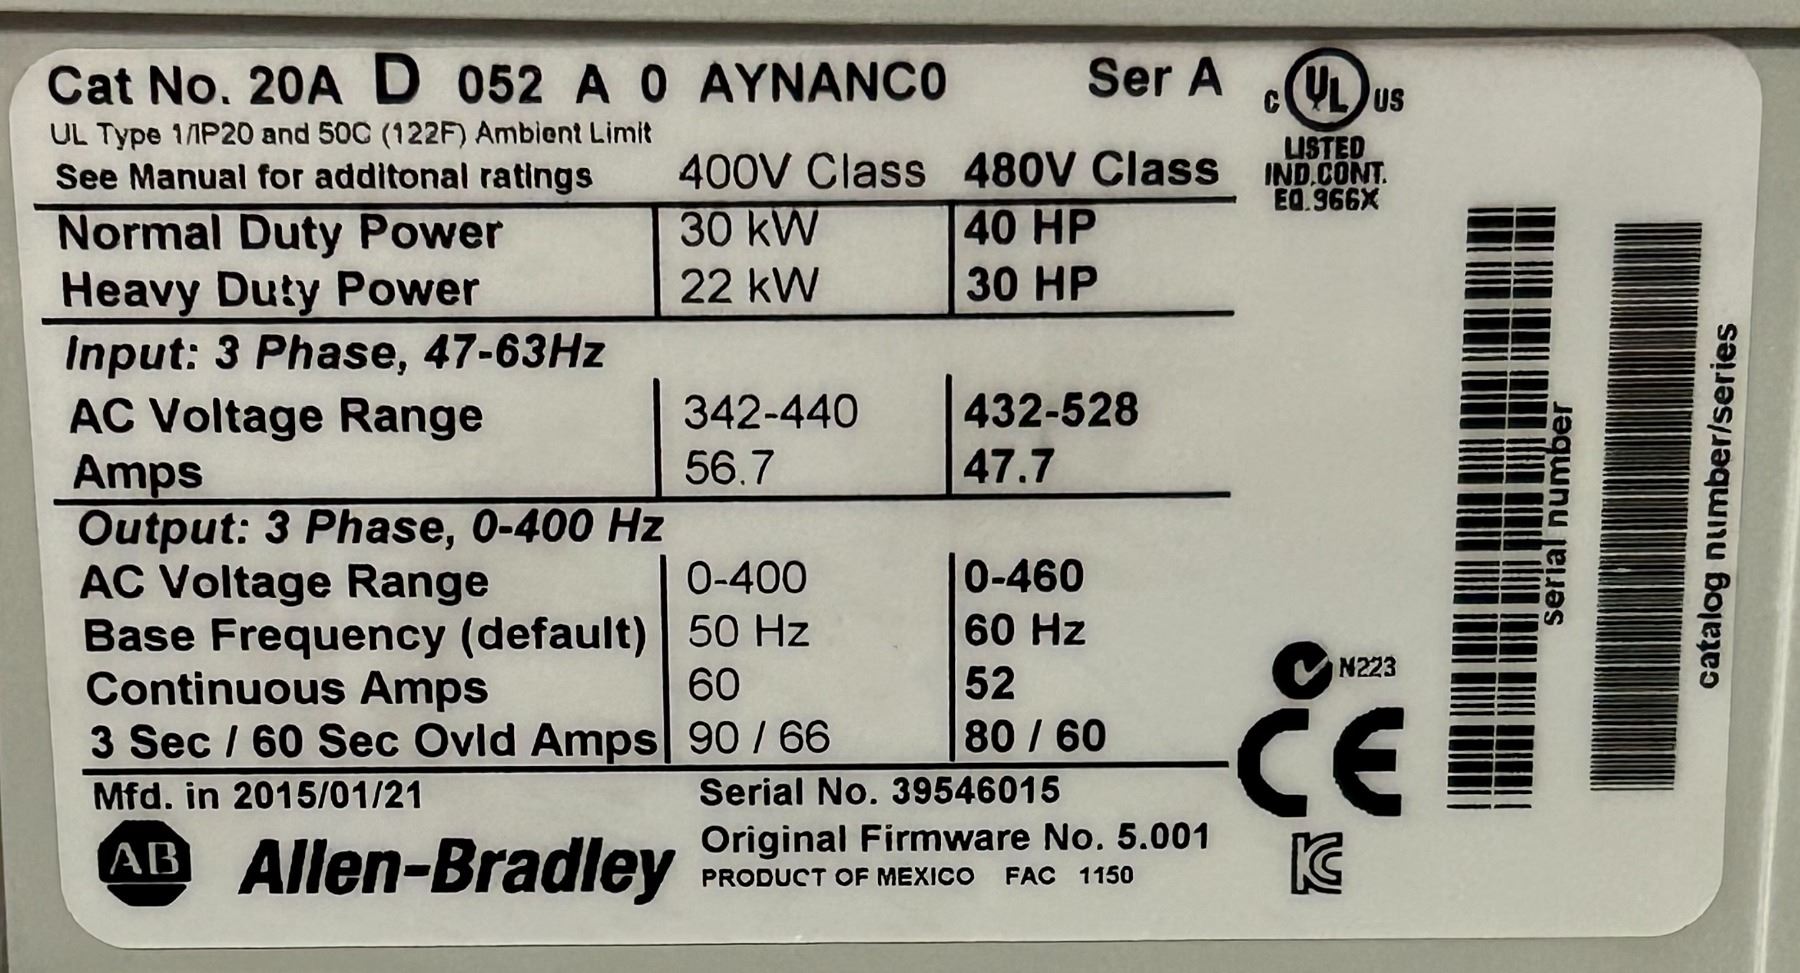 Cat No. 20A D 052 A 0 AYNANC0 Ser A
UL Type 1/IP20 and 50C (122F) Ambient Limit
See Manual for additonal ratings 400V Class 480V Class
Normal Duty Power 30 kW 40 HP
Heavy Duty Power 22 kW 30 HP
Input: 3 Phase, 47-63Hz
AC Voltage Range 342-440 432-528
Amps 56.7 47.7
Output: 3 Phase, 0-400 Hz
AC Voltage Range 0-400 0-460
Base Frequency (default) 50 Hz 60 Hz
Continuous Amps 60 52
3 Sec / 60 Sec Ovld Amps 90 / 66 80 / 60
Mfd. in 2015/01/21 Serial No. 39546015
Original Firmware No. 5.001
AB Allen-Bradley
PRODUCT OF MEXICO FAC 1150
C UL US
LISTED
IND.CONT.
EQ.966X
N223
CE
KC
serial number
catalog number/series